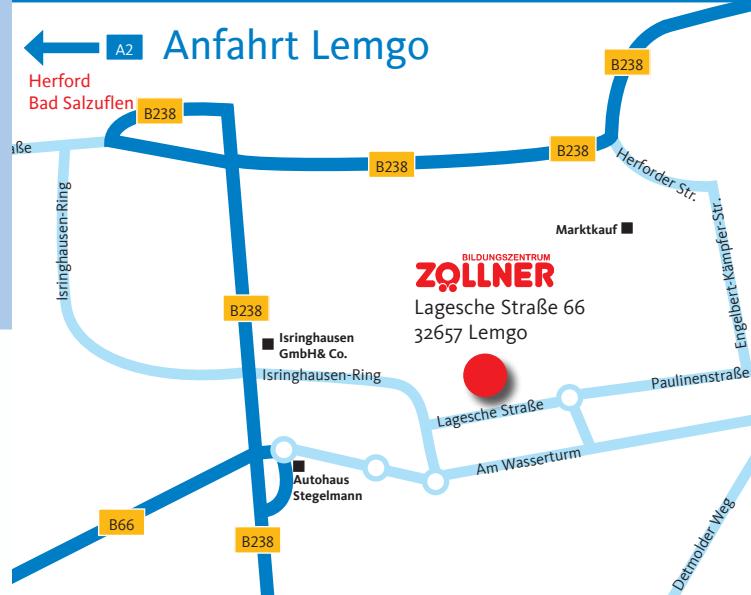 A2
Anfahrt Lemgo
Herford
Bad Salzuflen
B238
B238
B238
B238
aße
Herforder Str.
Isringhausen-Ring
Engelbert-Kämpfer-Str.
Marktkauf
BILDUNGSZENTRUM
ZOLLNER
Lagesche Straße 66
32657 Lemgo
B238
Isringhausen
GmbH& Co.
Isringhausen-Ring
Paulinenstraße
Lagesche Straße
Am Wasserturm
Autohaus
Stegelmann
B66
B238
Detmolder Weg